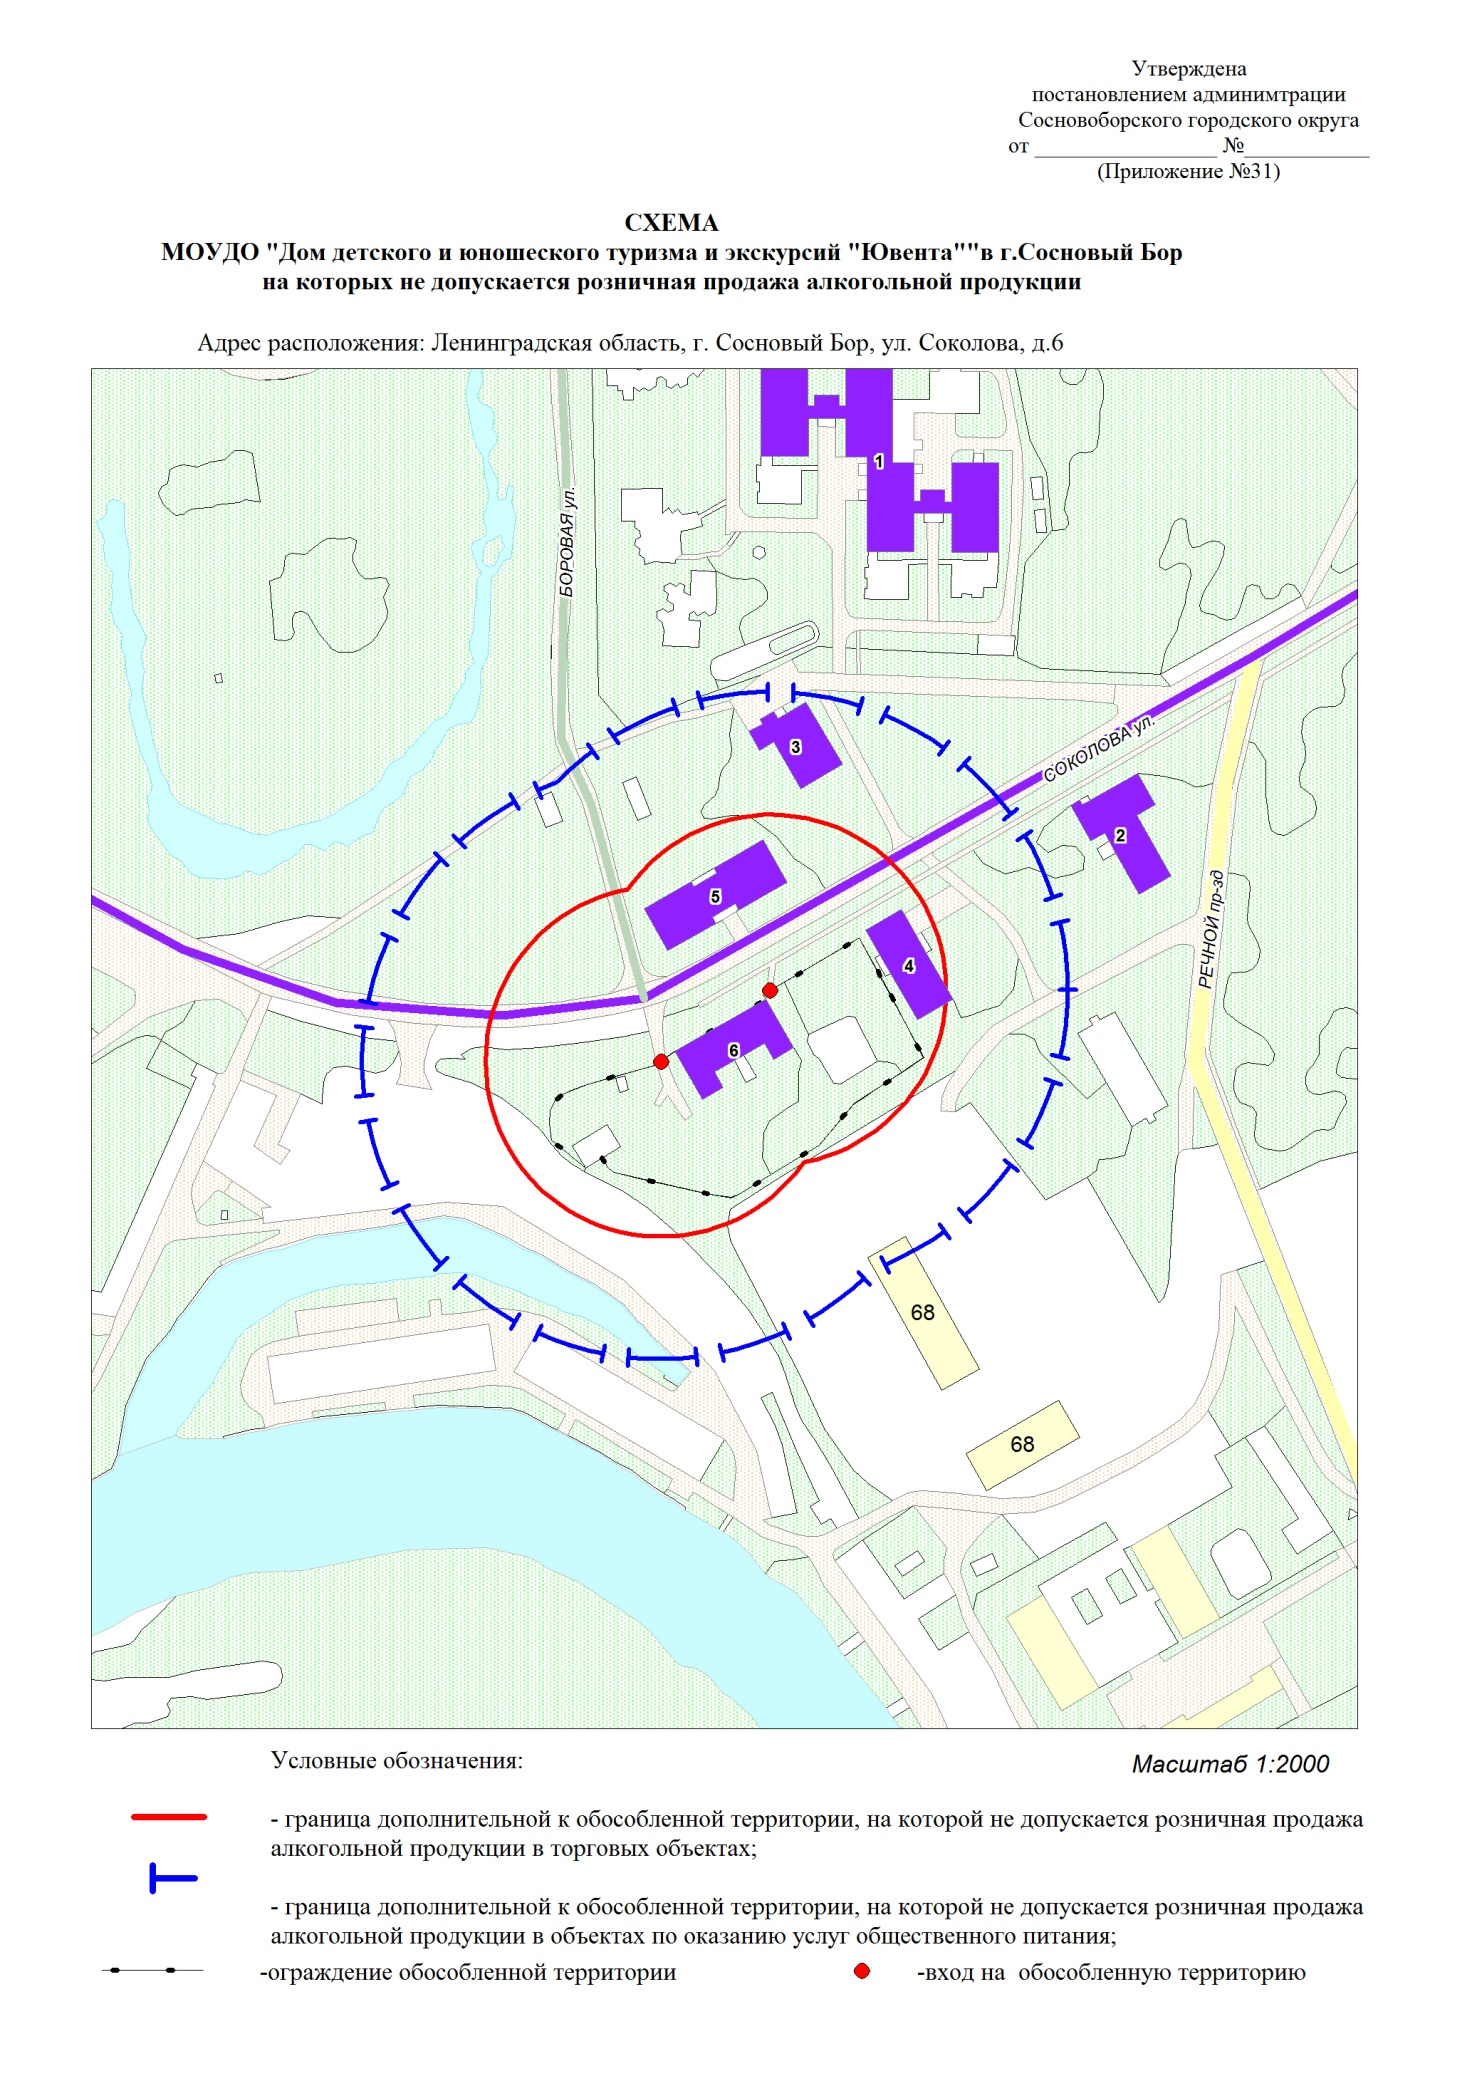 Утверждена
постановлением админимтрации
Сосновоборского городского округа
от _________________ №____________
(Приложение №31)
СХЕМА
МОУДО "Дом детского и юношеского туризма и экскурсий "Ювента""в г.Сосновый Бор
на которых не допускается розничная продажа алкогольной продукции
Адрес расположения: Ленинградская область, г. Сосновый Бор, ул. Соколова, д.6
1
БОРОВАЯ ул.
3
СОКОЛОВА ул.
2
5
РЕЧНОЙ пр-зд
4
6
68
68
Условные обозначения:
Масштаб 1:2000
- граница дополнительной к обособленной территории, на которой не допускается розничная продажа
алкогольной продукции в торговых объектах;
- граница дополнительной к обособленной территории, на которой не допускается розничная продажа
алкогольной продукции в объектах по оказанию услуг общественного питания;
-ограждение обособленной территории
-вход на обособленную территорию